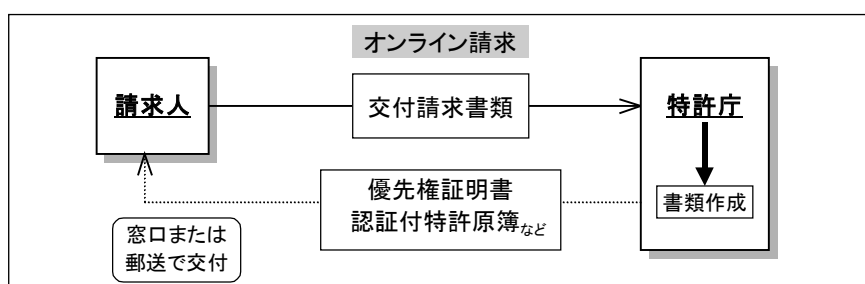 オンライン請求
請求人
交付請求書類
特許庁
優先権証明書
認証付特許原簿など
書類作成
窓口または
郵送で交付